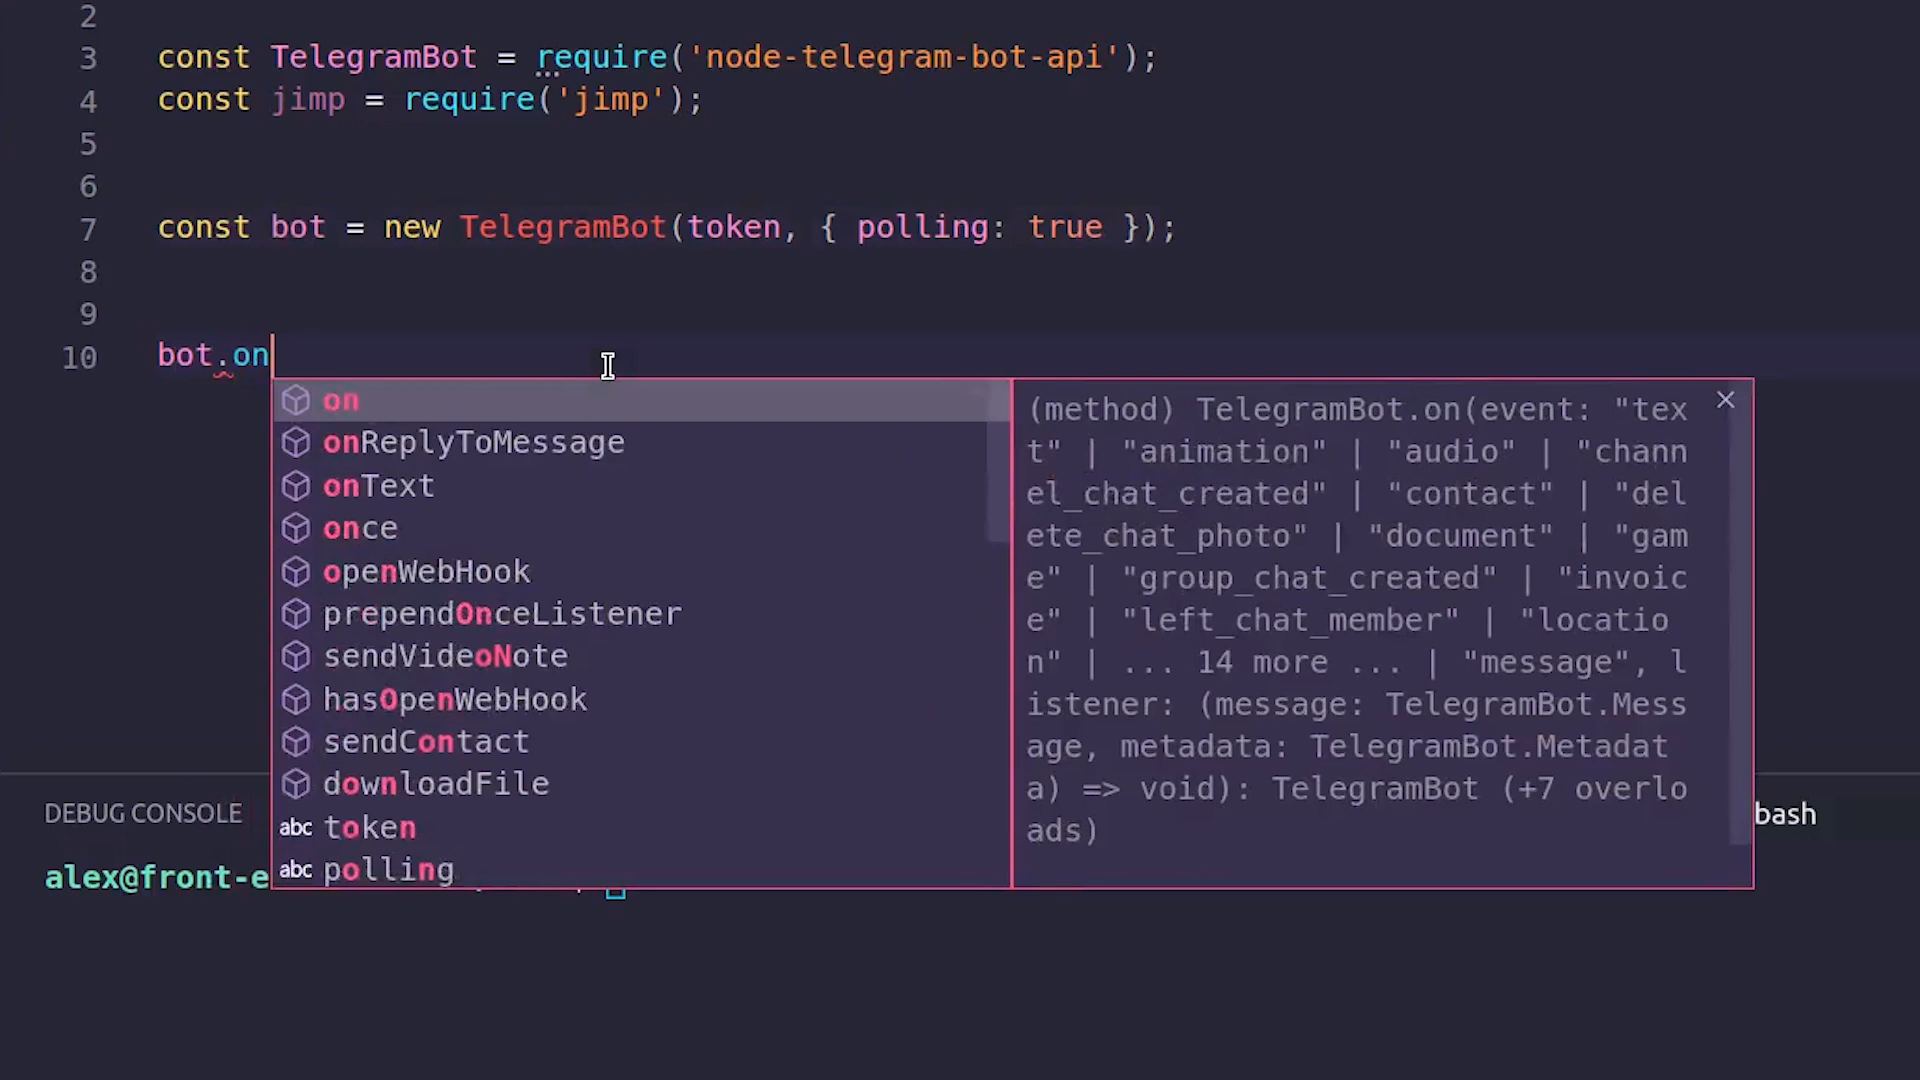 2
3 const TelegramBot = require('node-telegram-bot-api');
4 const jimp = require('jimp');
5
6
7 const bot = new TelegramBot(token, { polling: true });
8
9
10 bot.on
on
onReplyToMessage
onText
once
openWebHook
prependOnceListener
sendVideoNote
hasOpenWebHook
sendContact
downloadFile
abc token
abc polling
(method) TelegramBot.on(event: "tex
t" | "animation" | "audio" | "chann
el_chat_created" | "contact" | "del
ete_chat_photo" | "document" | "gam
e" | "group_chat_created" | "invoic
e" | "left_chat_member" | "locatio
n" | ... 14 more ... | "message", l
istener: (message: TelegramBot.Mess
age, metadata: TelegramBot.Metadat
a) => void): TelegramBot (+7 overlo
ads)
DEBUG CONSOLE
bash
alex@front-e